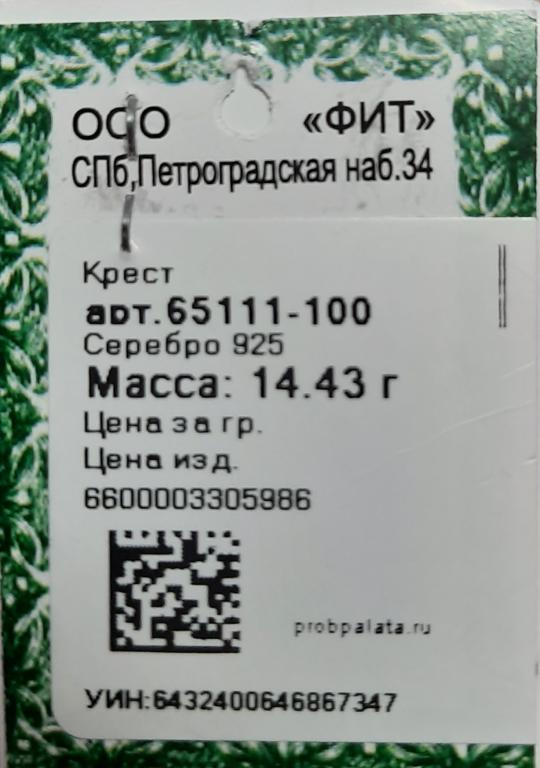 ООО «ФИТ»
СПб,Петроградская наб.34
Крест
арт.65111-100
Серебро 925
Масса: 14.43 г
Цена за гр.
Цена изд.
6600003305986
probpalata.ru
УИН:6432400646867347